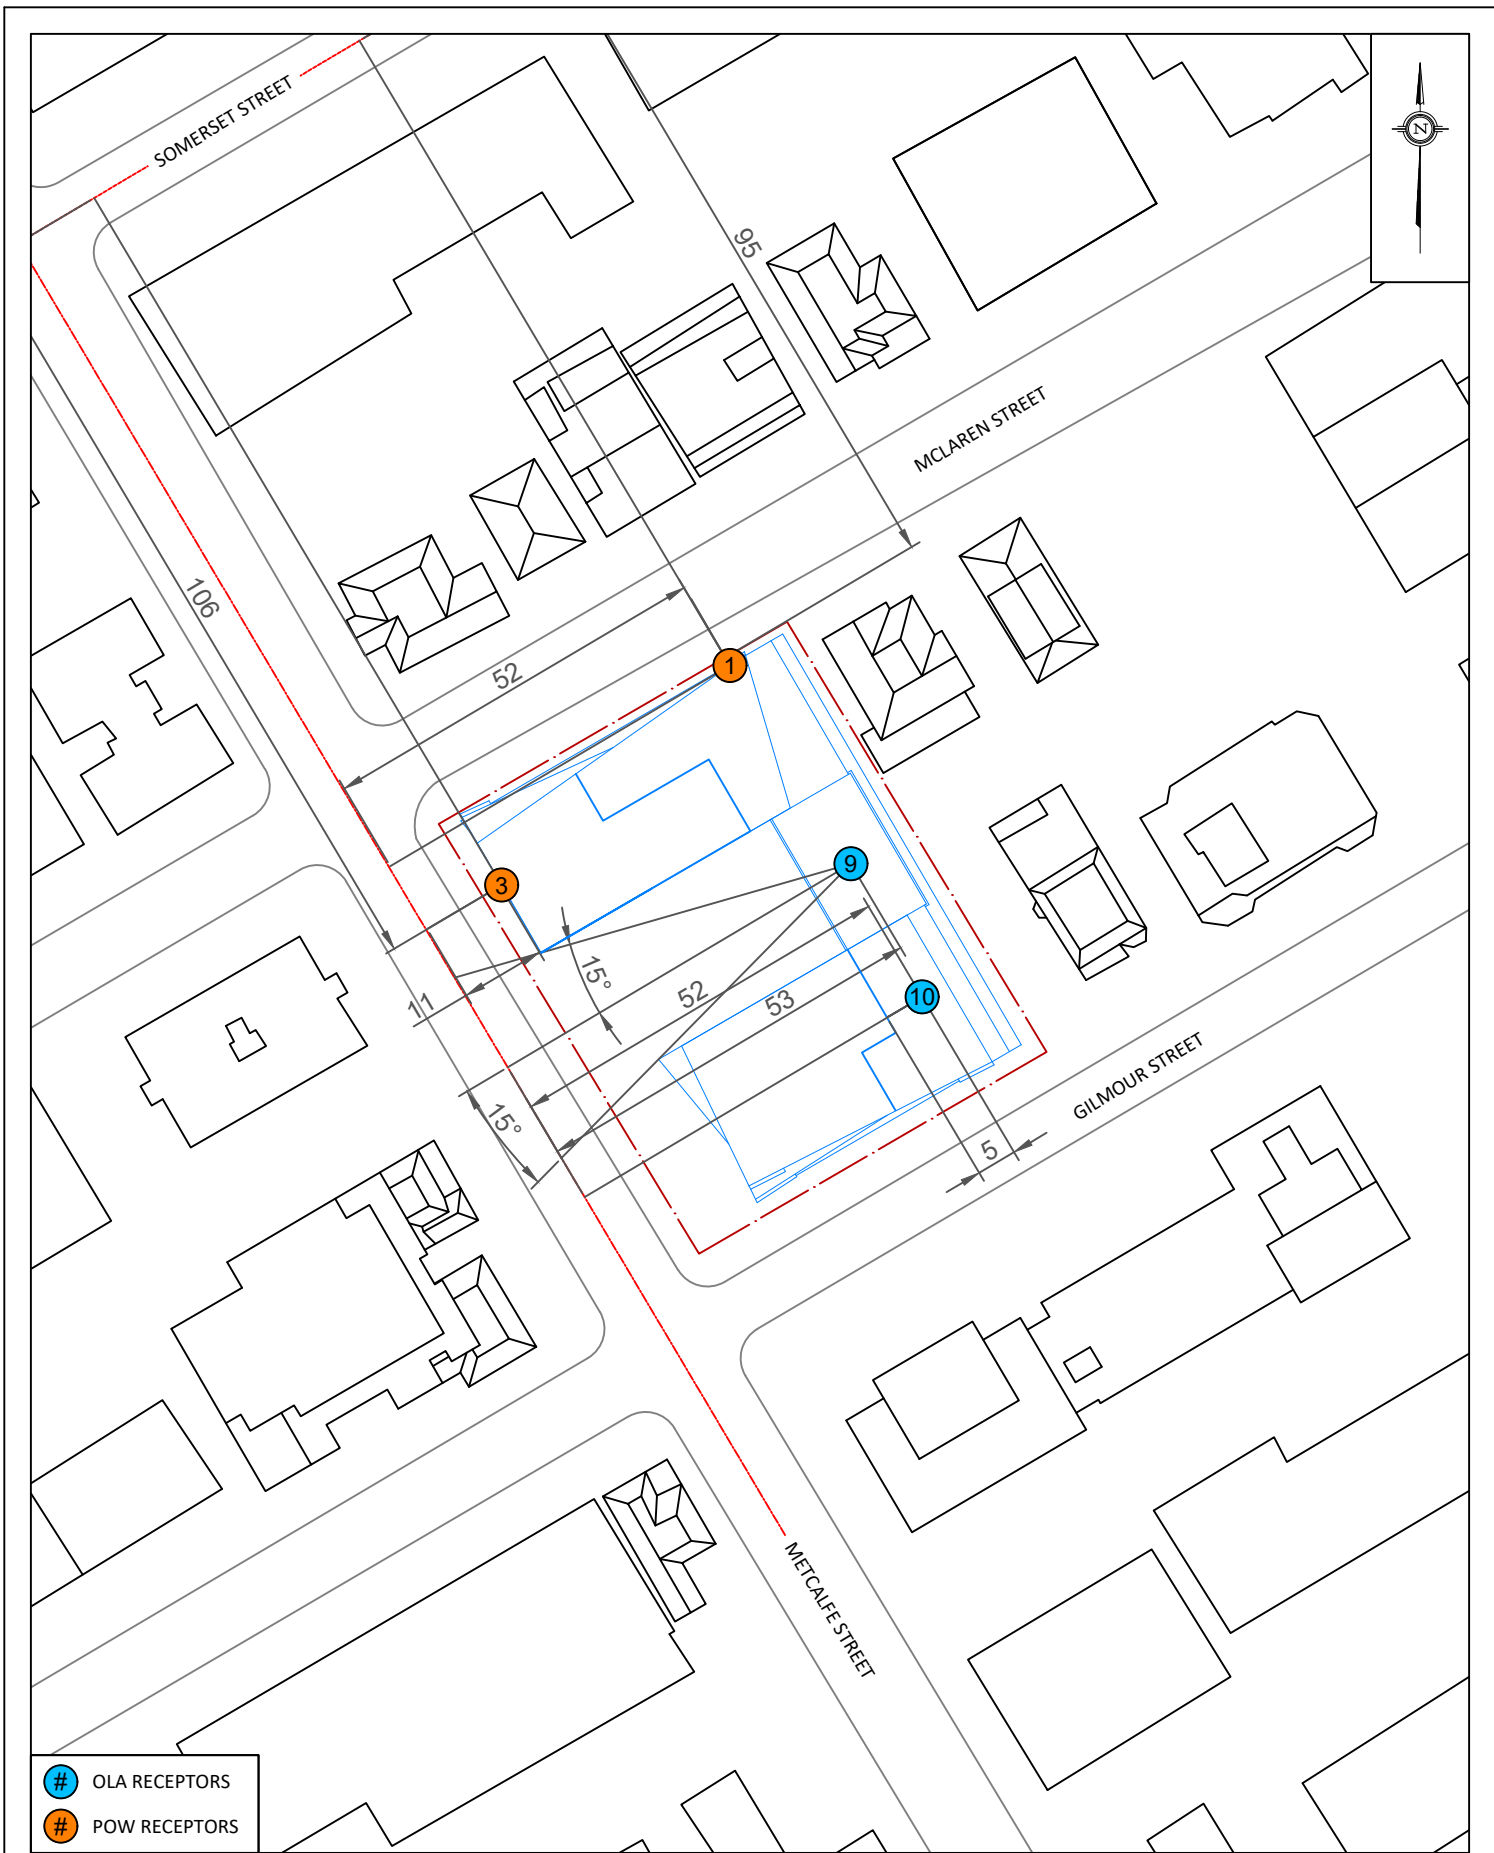 SOMERSET STREET
N
95
MCLAREN STREET
106
52
1
3
9
15°
52
53
10
11
15°
5
GILMOUR STREET
METCALFE STREET
# OLA RECEPTORS
# POW RECEPTORS